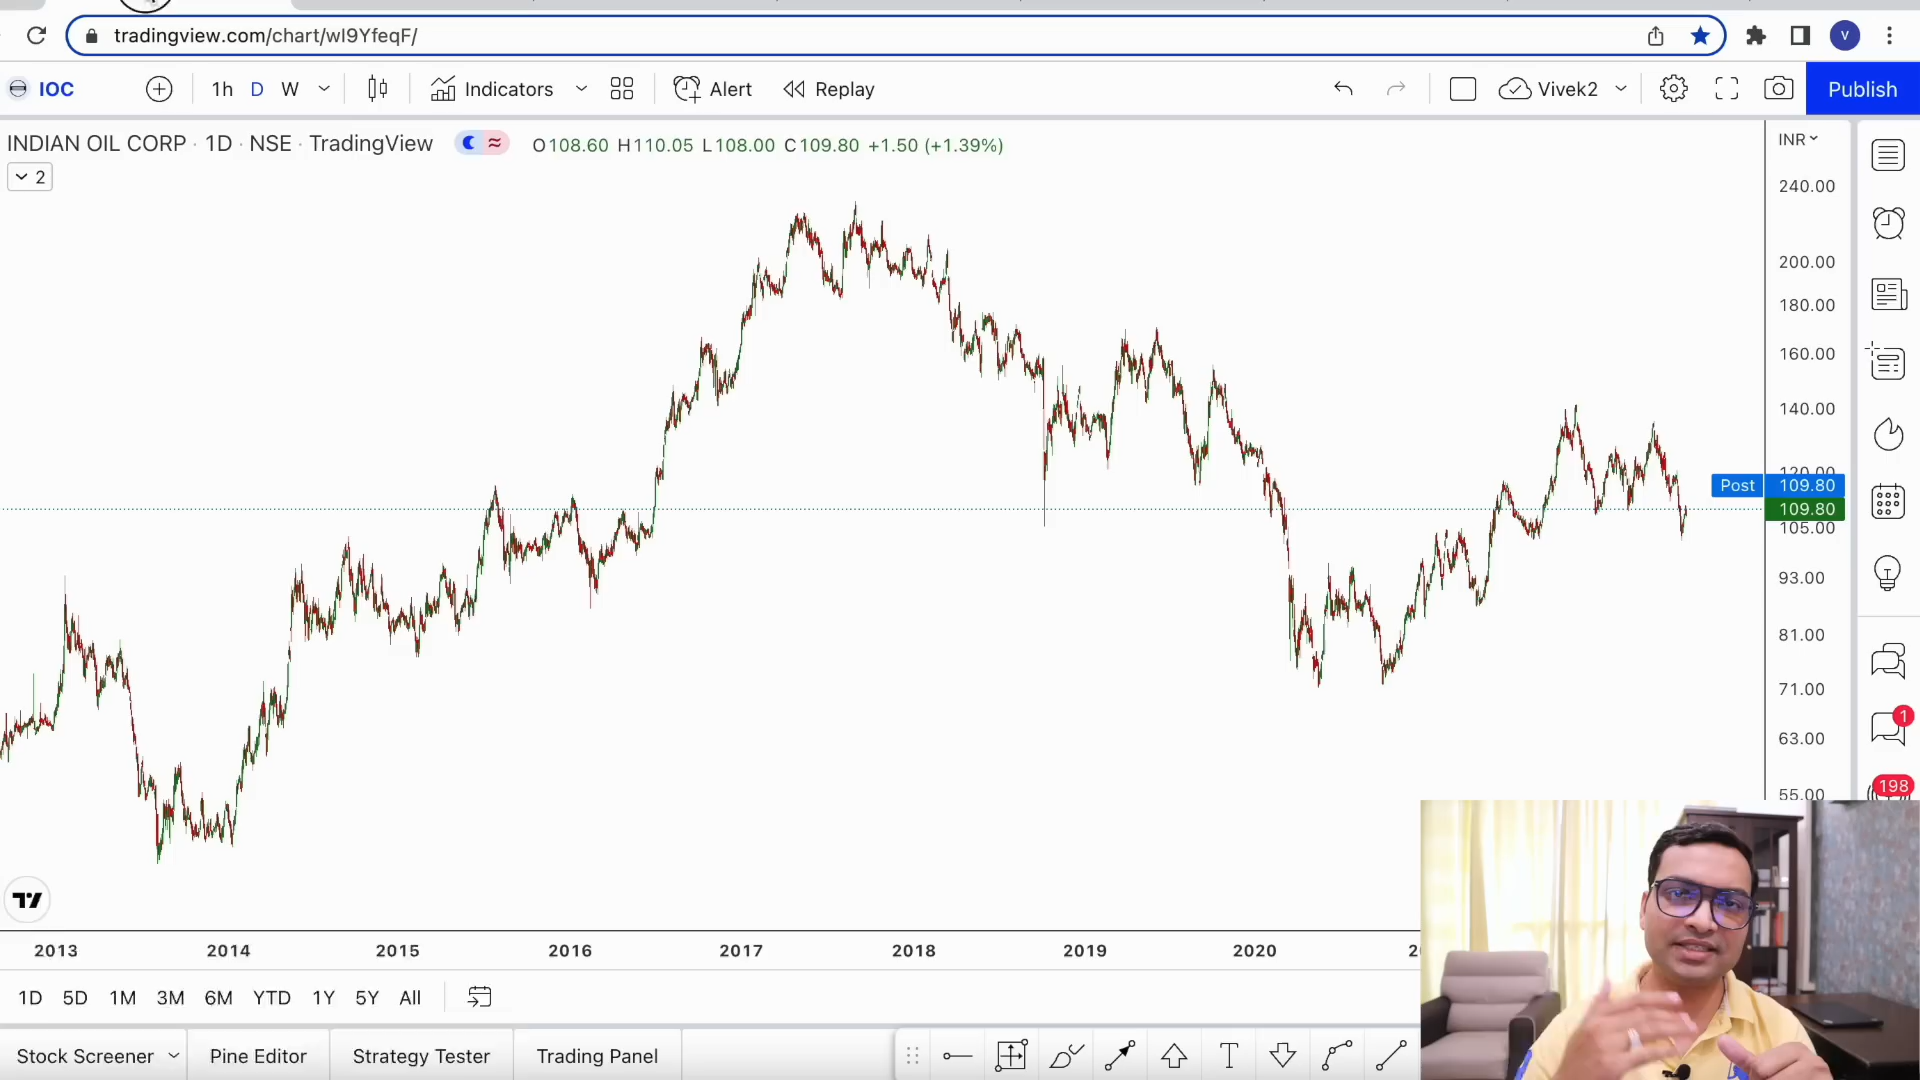 tradingview.com/chart/wI9YfeqF/
V
IOC
1h D W
Indicators
Alert
Replay
Vivek2
Publish
INDIAN OIL CORP · 1D · NSE · TradingView
O108.60 H110.05 L108.00 C109.80 +1.50 (+1.39%)
INR
2
240.00
200.00
180.00
160.00
140.00
120.00
Post 109.80
109.80
105.00
93.00
81.00
71.00
63.00
55.00
1
198
2013 2014 2015 2016 2017 2018 2019 2020
1D 5D 1M 3M 6M YTD 1Y 5Y All
Stock Screener Pine Editor Strategy Tester Trading Panel